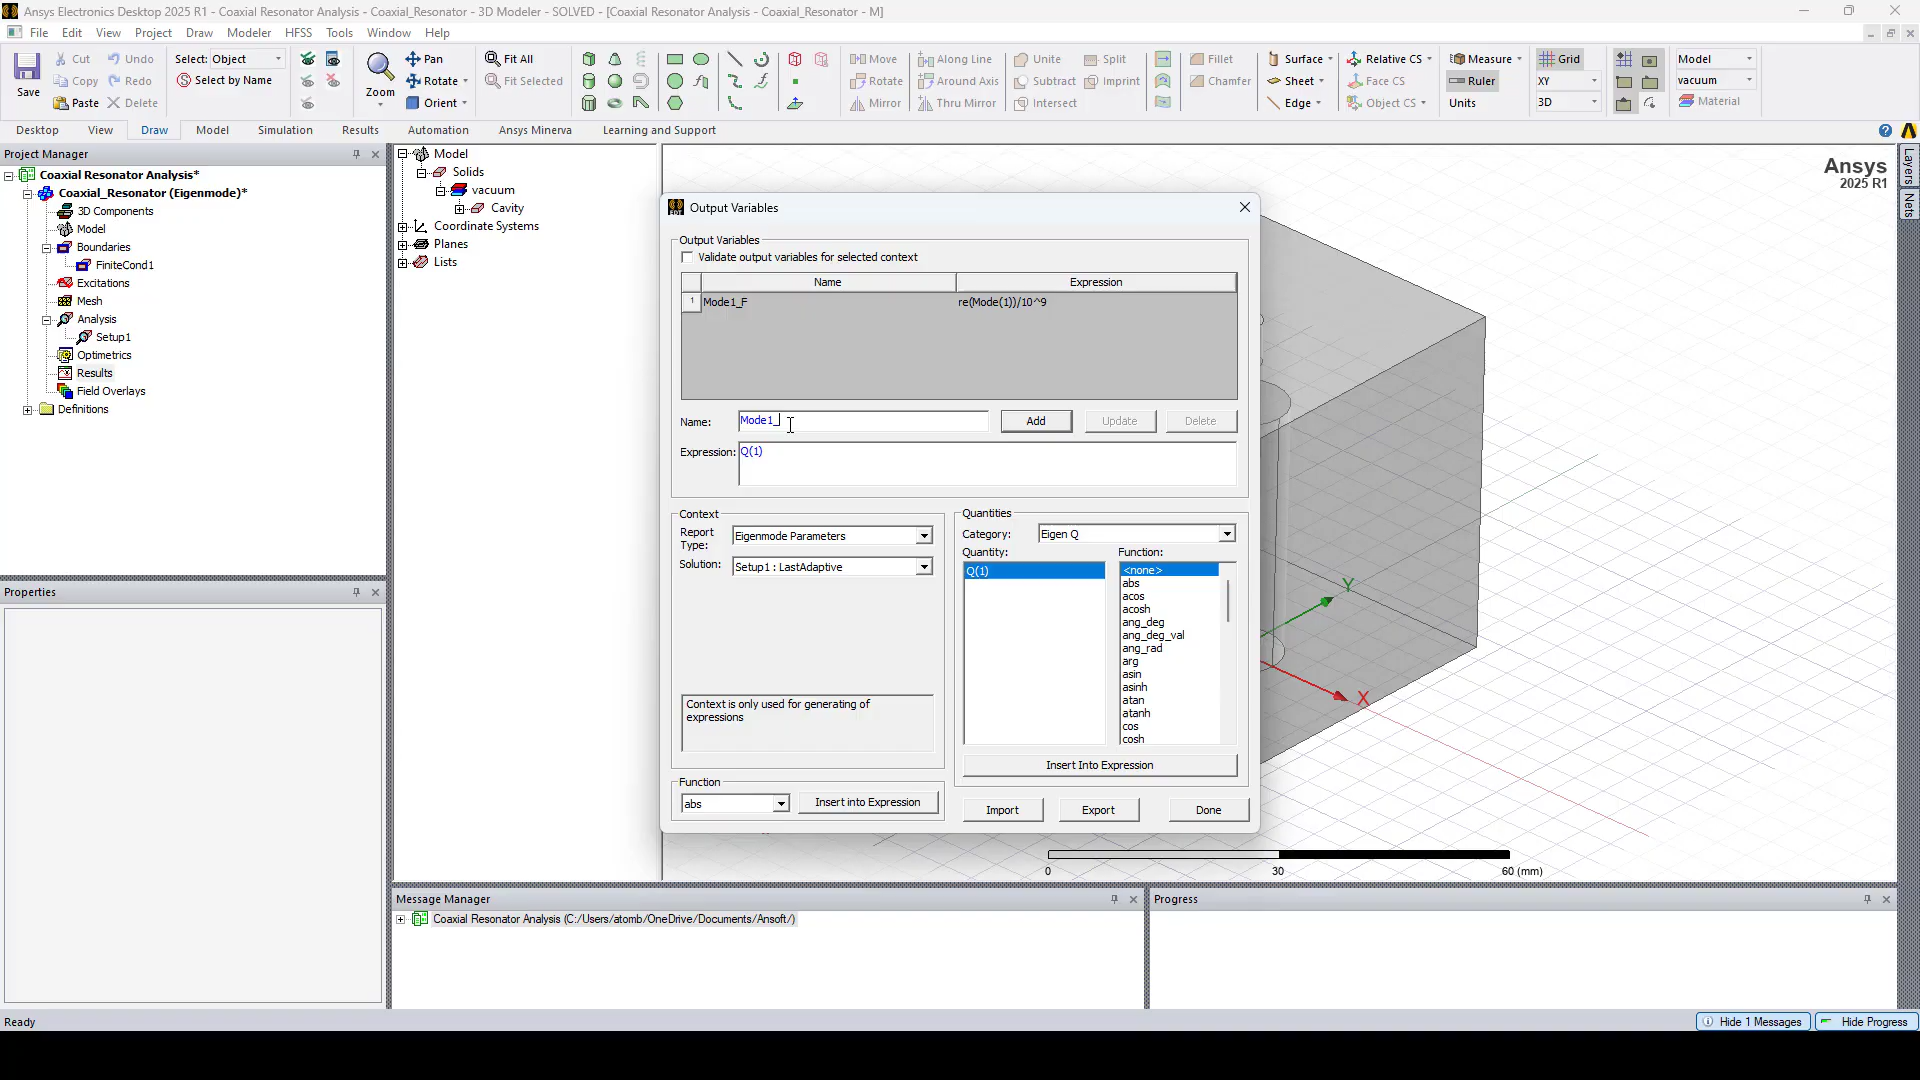 Ansys Electronics Desktop 2025 R1 - Coaxial Resonator Analysis - Coaxial_Resonator - 3D Modeler - SOLVED - [Coaxial Resonator Analysis - Coaxial_Resonator - M]
File Edit View Project Draw Modeler HFSS Tools Window Help
Save
Cut Undo
Copy Redo
Paste Delete
Select: Object
Select by Name
Zoom
Pan
Rotate
Orient
Fit All
Fit Selected
Move Along Line Unite Split Fillet
Rotate Around Axis Subtract Imprint Chamfer
Mirror Thru Mirror Intersect
Surface Relative CS Measure Grid Model
Sheet Face CS Ruler XY vacuum
Edge Object CS Units 3D Material
Desktop View Draw Model Simulation Results Automation Ansys Minerva Learning and Support
Project Manager
Coaxial Resonator Analysis*
Coaxial_Resonator (Eigenmode)*
3D Components
Model
Boundaries
FiniteCond1
Excitations
Mesh
Analysis
Setup1
Optimetrics
Results
Field Overlays
Definitions
Properties
Model
Solids
vacuum
Cavity
Coordinate Systems
Planes
Lists
Ansys
2025 R1
Layers
Nets
Output Variables
Output Variables
Validate output variables for selected context
Name Expression
1 Mode1_F re(Mode(1))/10^9
Name: Mode1_ Add Update Delete
Expression: Q(1)
Context
Report Type: Eigenmode Parameters
Solution: Setup1 : LastAdaptive
Context is only used for generating of
expressions
Function
abs Insert into Expression
Quantities
Category: Eigen Q
Quantity: Function:
Q(1) <none>
abs
acos
acosh
ang_deg
ang_deg_val
ang_rad
arg
asin
asinh
atan
atanh
cos
cosh
Insert Into Expression
Import Export Done
Y
X
0 30 60 (mm)
Message Manager
Coaxial Resonator Analysis (C:/Users/atomb/OneDrive/Documents/Ansoft/)
Progress
Ready
Hide 1 Messages Hide Progress